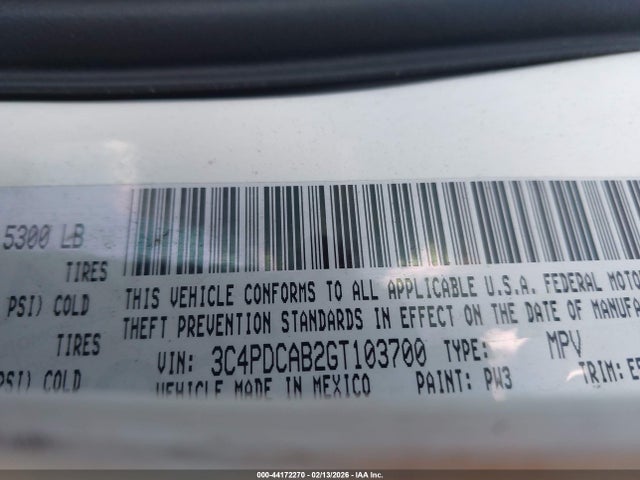 5300 LB
TIRES
PSI) COLD
TIRES
PSI) COLD
THIS VEHICLE CONFORMS TO ALL APPLICABLE U.S.A. FEDERAL MOTO
THEFT PREVENTION STANDARDS IN EFFECT ON THE DATE OF MANUFA
VIN: 3C4PDCAB2GT103700 TYPE: MPV
VEHICLE MADE IN MEXICO PAINT: PW3 TRIM:
000-44172270 - 02/13/2026 - IAA Inc.